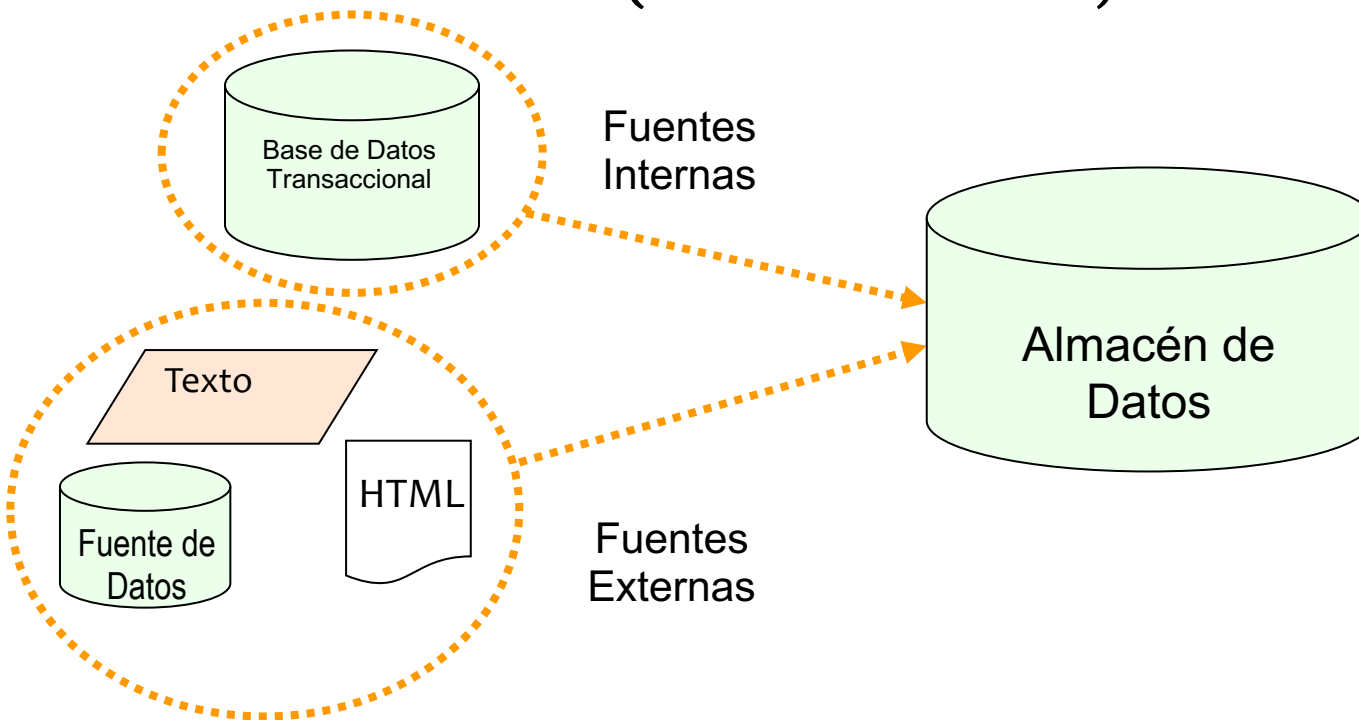 Base de Datos
Transaccional
Fuentes
Internas
Almacén de
Datos
Texto
HTML
Fuente de
Datos
Fuentes
Externas